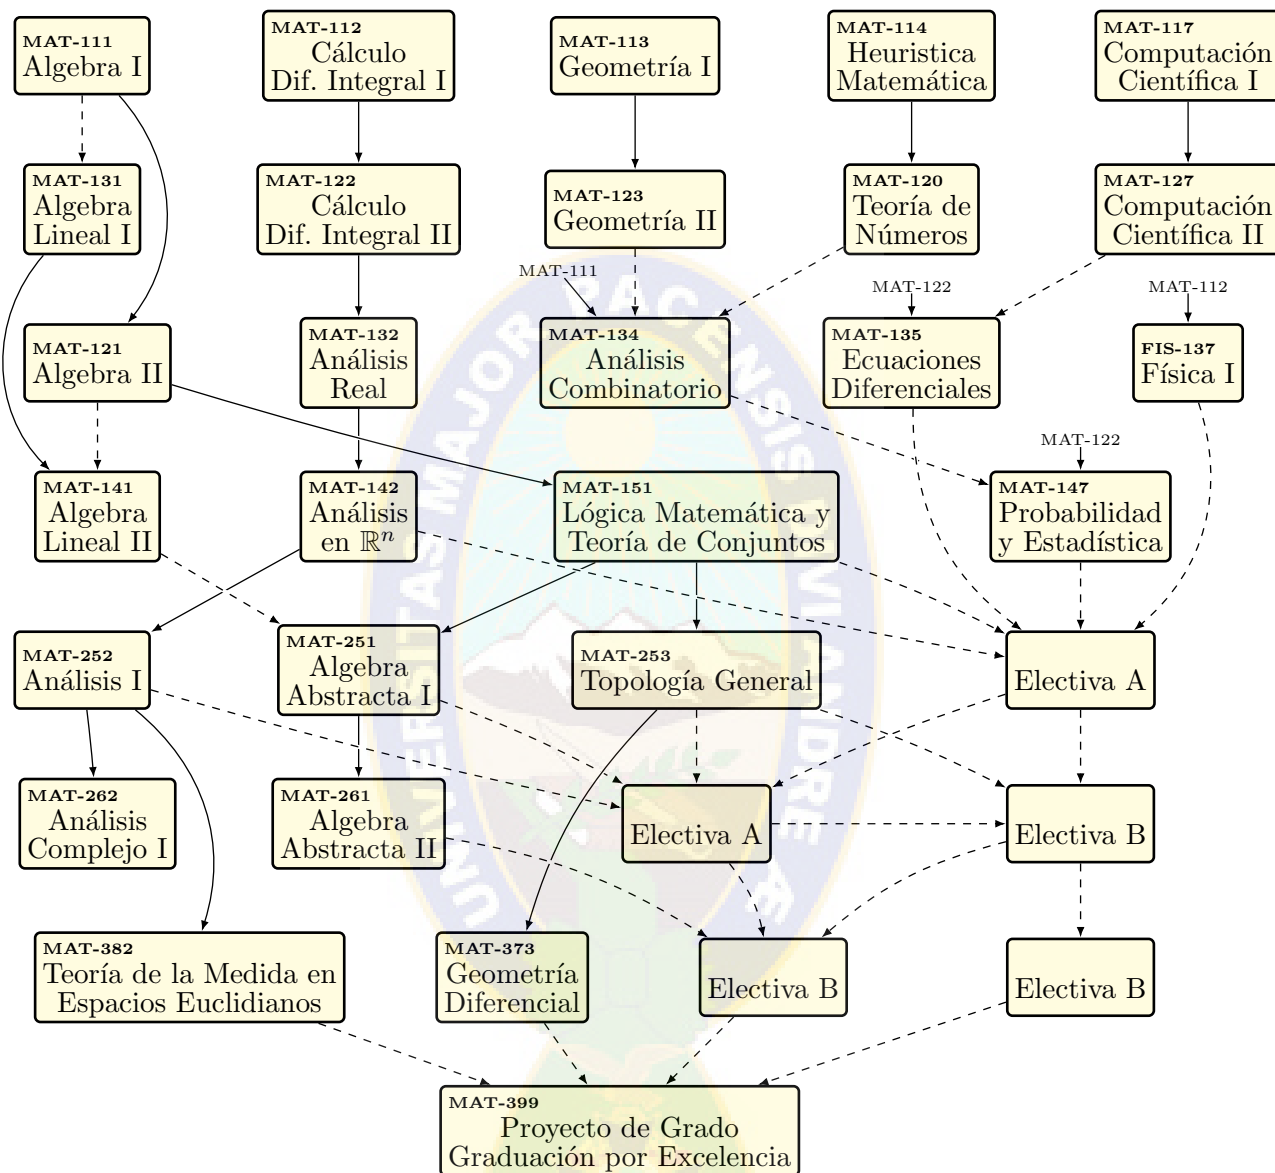 MAT-111
Algebra I
MAT-112
Cálculo
Dif. Integral I
MAT-113
Geometría I
MAT-114
Heuristica
Matemática
MAT-117
Computación
Científica I
MAT-131
Algebra
Lineal I
MAT-122
Cálculo
Dif. Integral II
MAT-123
Geometría II
MAT-120
Teoría de
Números
MAT-127
Computación
Científica II
MAT-111
MAT-122
MAT-112
MAT-121
Algebra II
MAT-132
Análisis
Real
MAT-134
Análisis
Combinatorio
MAT-135
Ecuaciones
Diferenciales
FIS-137
Física I
MAT-122
MAT-141
Algebra
Lineal II
MAT-142
Análisis
en ℝⁿ
MAT-151
Lógica Matemática y
Teoría de Conjuntos
MAT-147
Probabilidad
y Estadística
MAT-252
Análisis I
MAT-251
Algebra
Abstracta I
MAT-253
Topología General
Electiva A
MAT-262
Análisis
Complejo I
MAT-261
Algebra
Abstracta II
Electiva A
Electiva B
MAT-382
Teoría de la Medida en
Espacios Euclidianos
MAT-373
Geometría
Diferencial
Electiva B
Electiva B
MAT-399
Proyecto de Grado
Graduación por Excelencia
UNIVERSITAS MAJOR PACENSIS DIVI ANDRE Æ